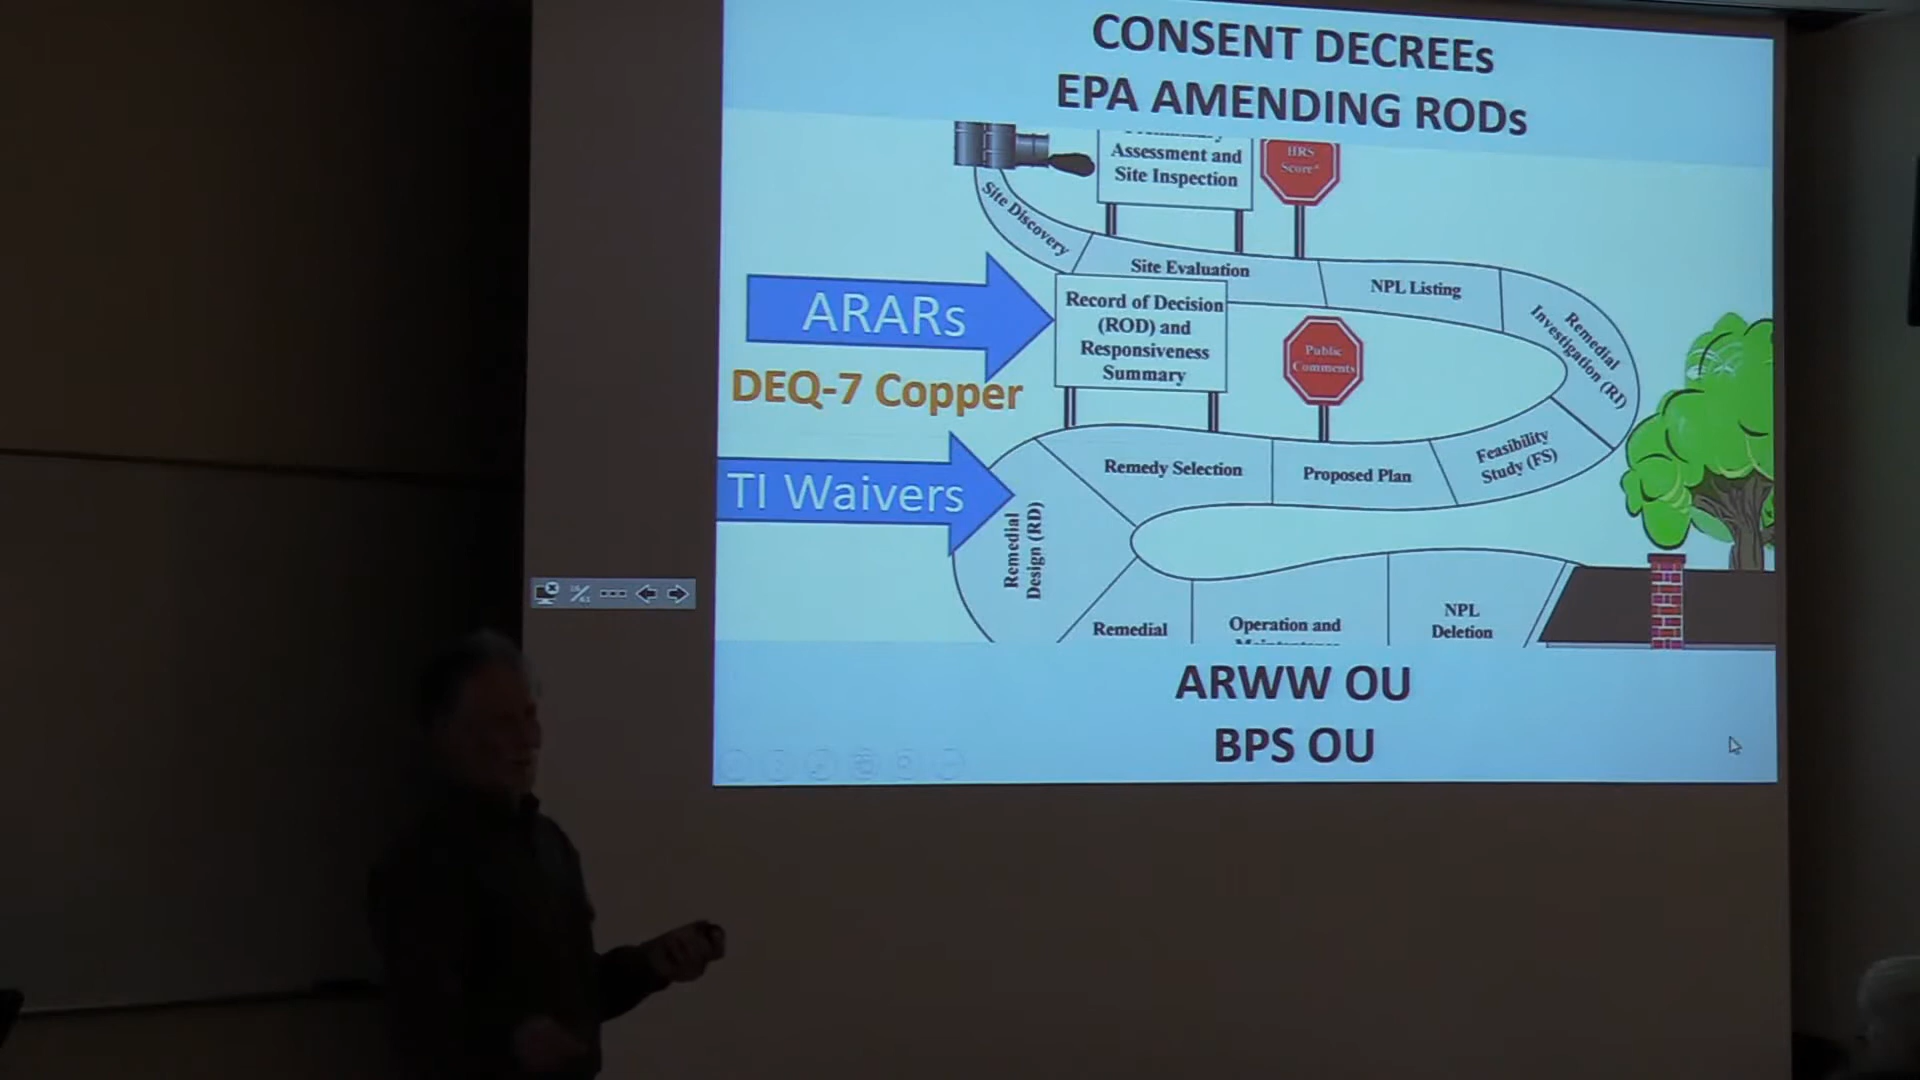 CONSENT DECREEs
EPA AMENDING RODs
Assessment and
Site Inspection
HRS
Score*
Site Discovery
Site Evaluation
NPL Listing
Remedial
Investigation (RI)
ARARs
Record of Decision
(ROD) and
Responsiveness
Summary
Public
Comments
DEQ-7 Copper
Feasibility
Study (FS)
Remedy Selection
Proposed Plan
TI Waivers
Remedial
Design (RD)
Remedial
Operation and
NPL
Deletion
ARWW OU
BPS OU